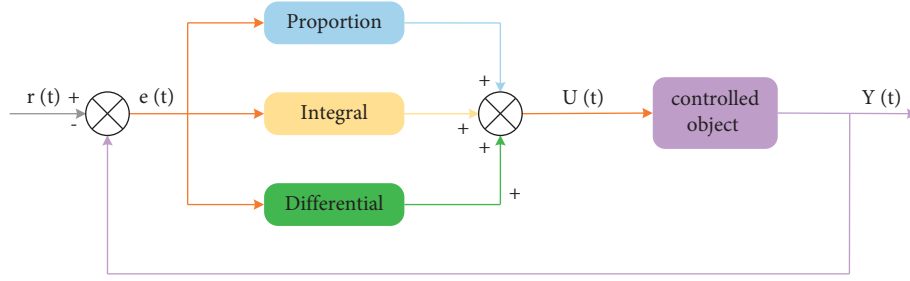 Proportion
r (t)
+
-
e (t)
Integral
+
+
+
+
U (t)
controlled
object
Y (t)
Differential